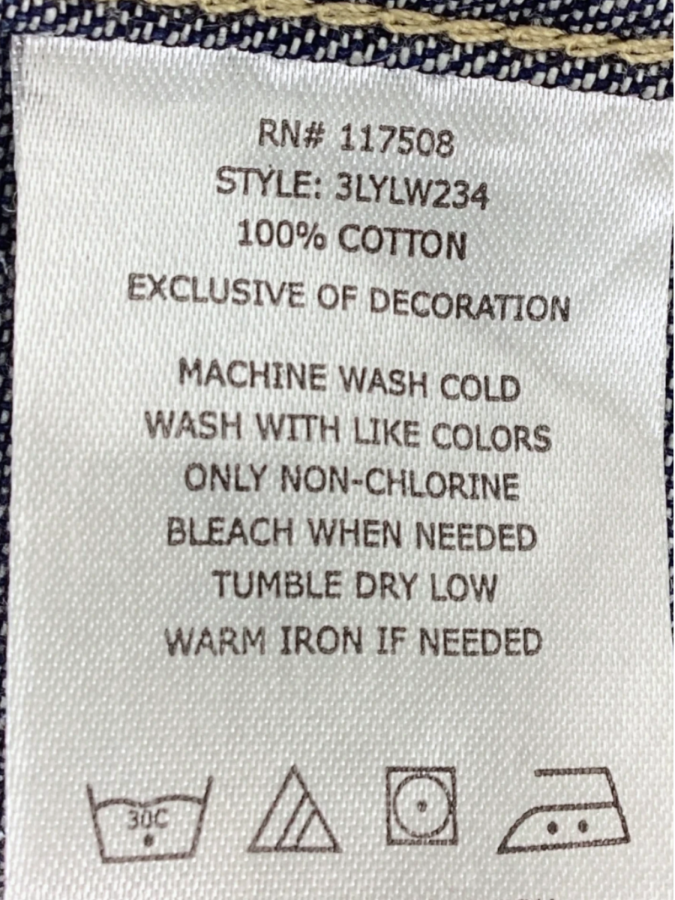 RN# 117508
STYLE: 3LYLW234
100% COTTON
EXCLUSIVE OF DECORATION
MACHINE WASH COLD
WASH WITH LIKE COLORS
ONLY NON-CHLORINE
BLEACH WHEN NEEDED
TUMBLE DRY LOW
WARM IRON IF NEEDED
30C